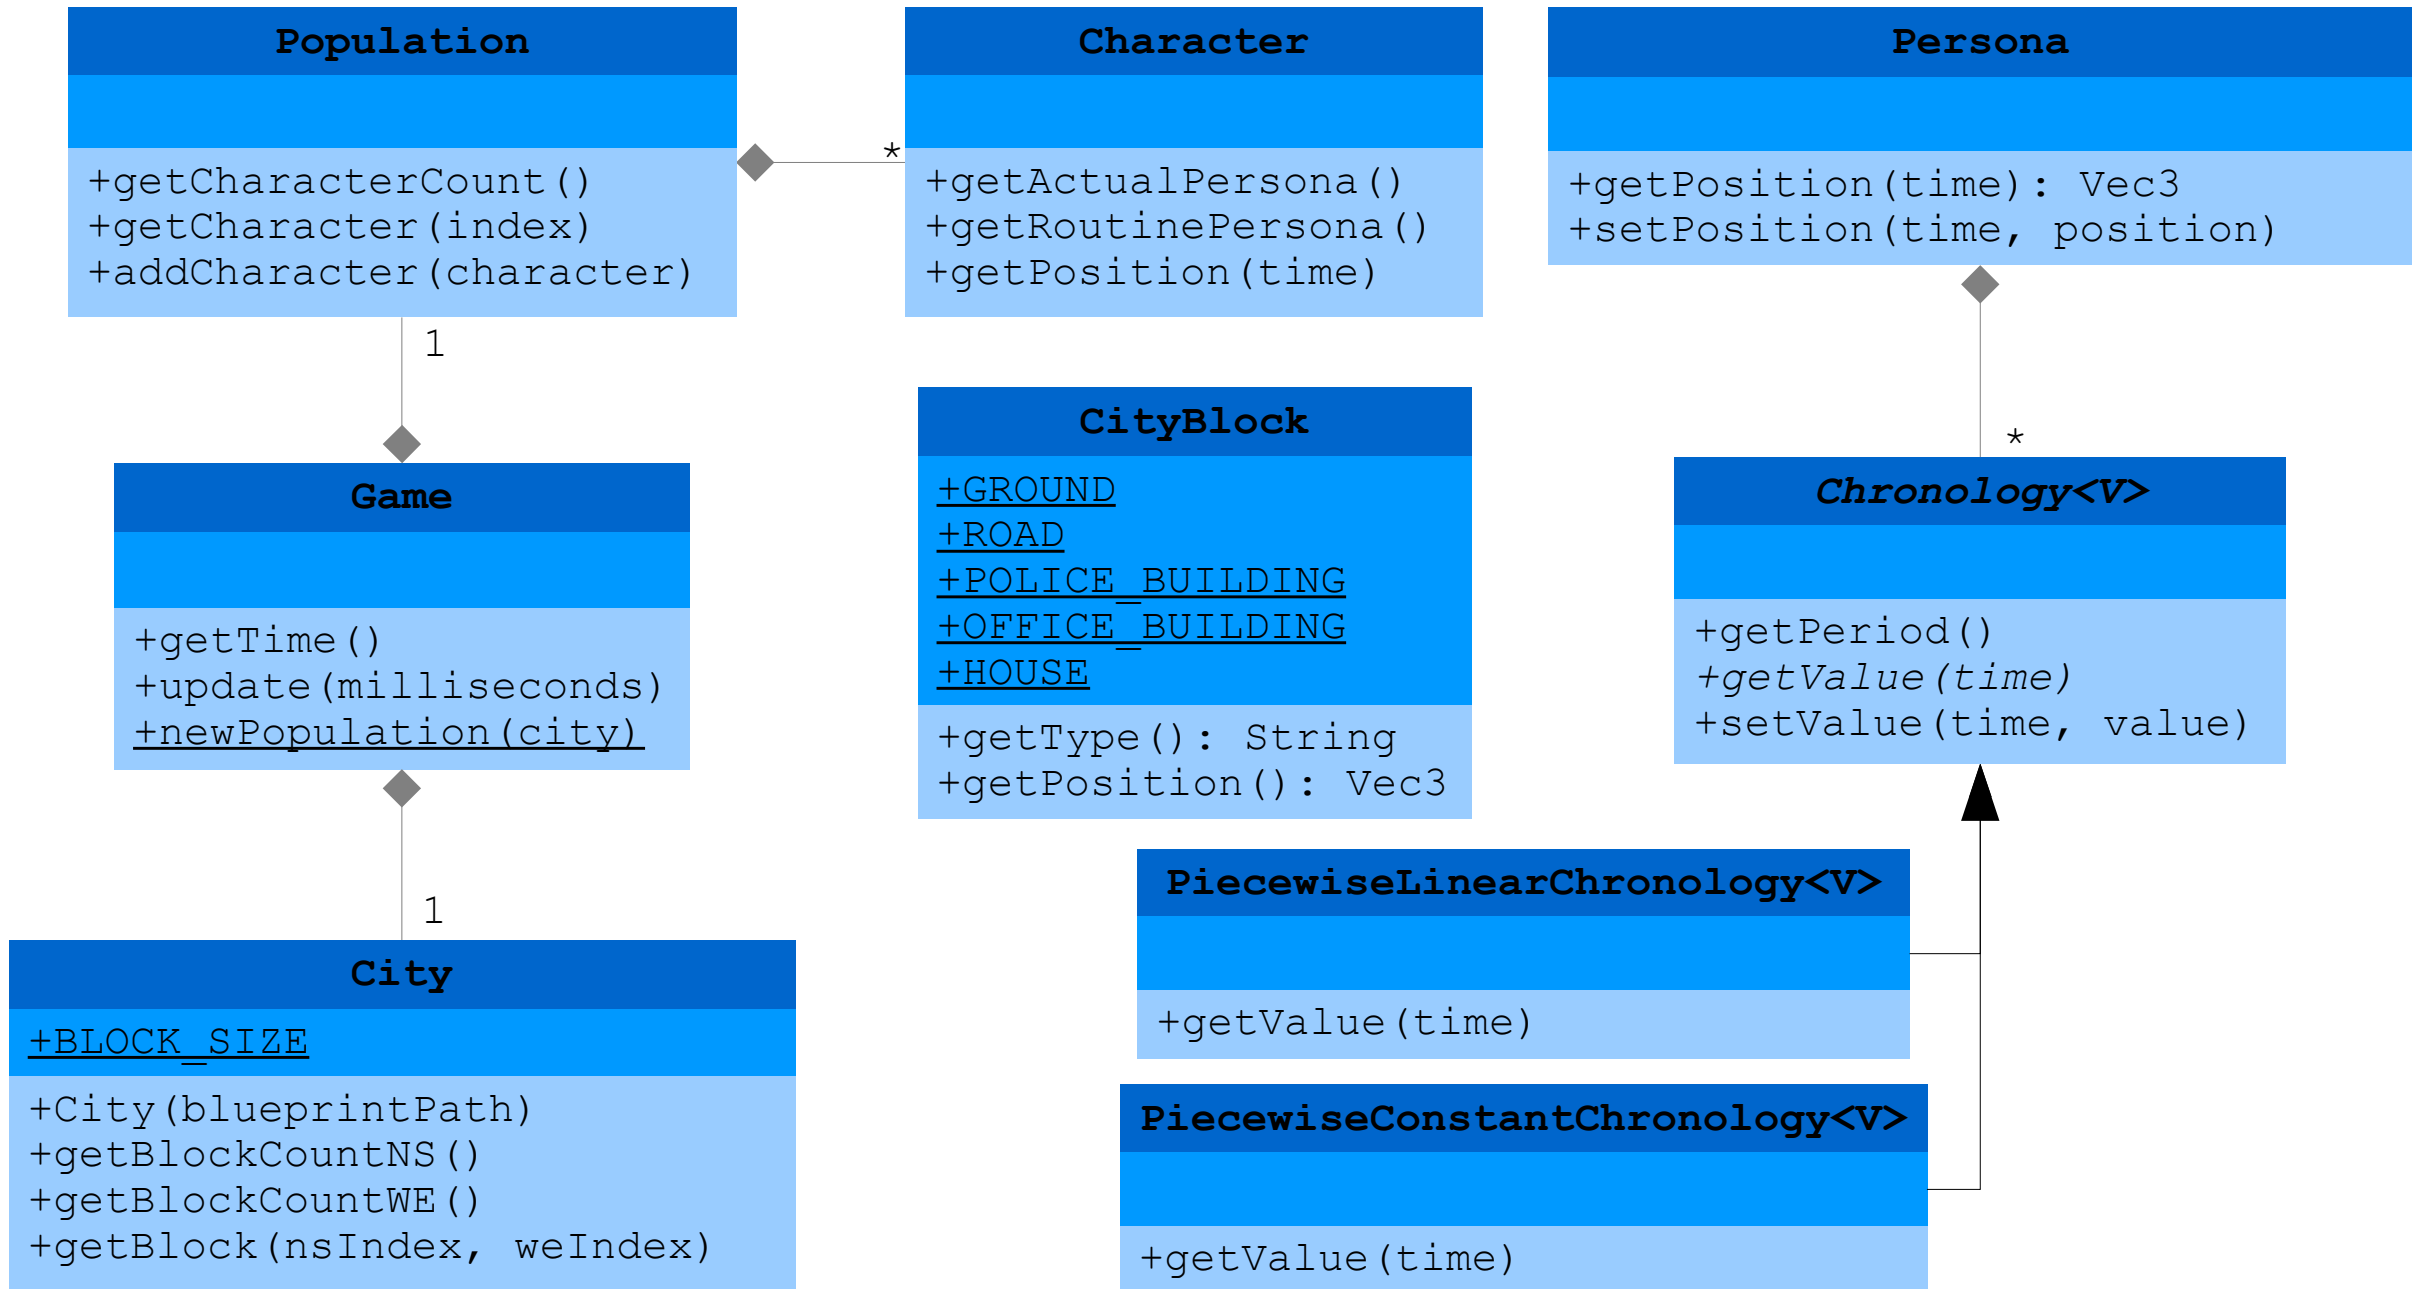 Population
+getCharacterCount()
+getCharacter(index)
+addCharacter(character)
*
Character
+getActualPersona()
+getRoutinePersona()
+getPosition(time)
Persona
+getPosition(time): Vec3
+setPosition(time, position)
1
Game
+getTime()
+update(milliseconds)
+newPopulation(city)
CityBlock
+GROUND
+ROAD
+POLICE_BUILDING
+OFFICE_BUILDING
+HOUSE
+getType(): String
+getPosition(): Vec3
*
Chronology<V>
+getPeriod()
+getValue(time)
+setValue(time, value)
1
City
+BLOCK_SIZE
+City(blueprintPath)
+getBlockCountNS()
+getBlockCountWE()
+getBlock(nsIndex, weIndex)
PiecewiseLinearChronology<V>
+getValue(time)
PiecewiseConstantChronology<V>
+getValue(time)